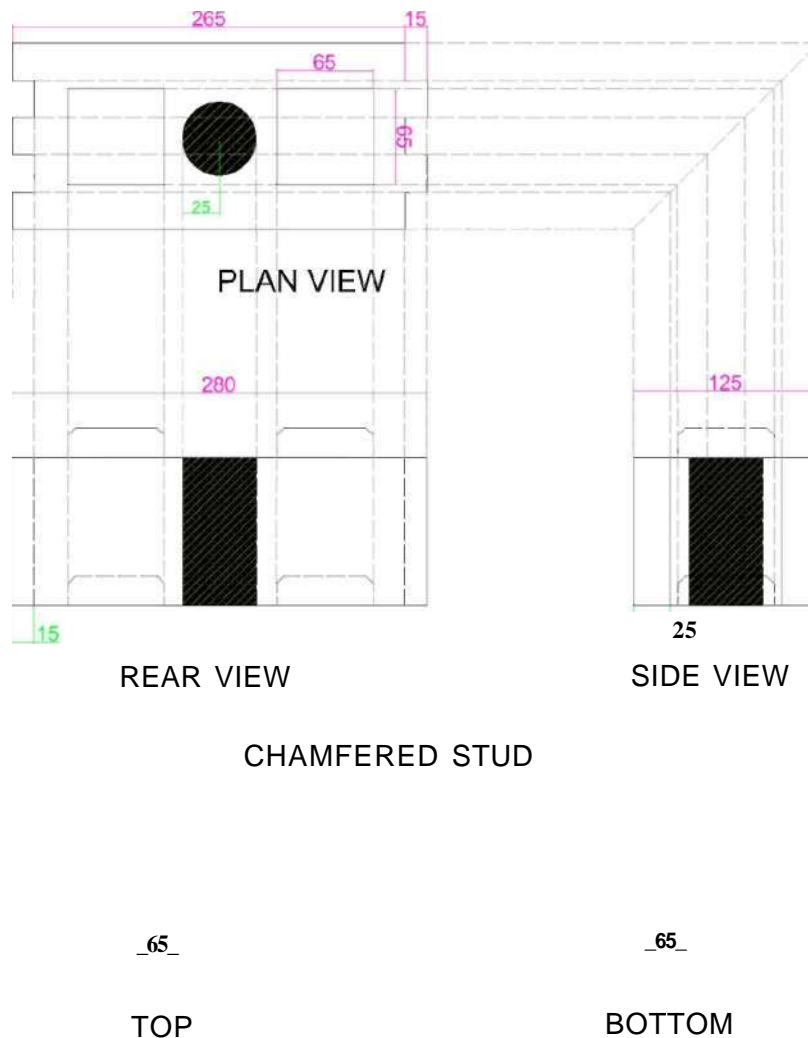 265 15
65
65
25
PLAN VIEW
280 125
15 25
REAR VIEW SIDE VIEW
CHAMFERED STUD
_65_ _65_
TOP BOTTOM